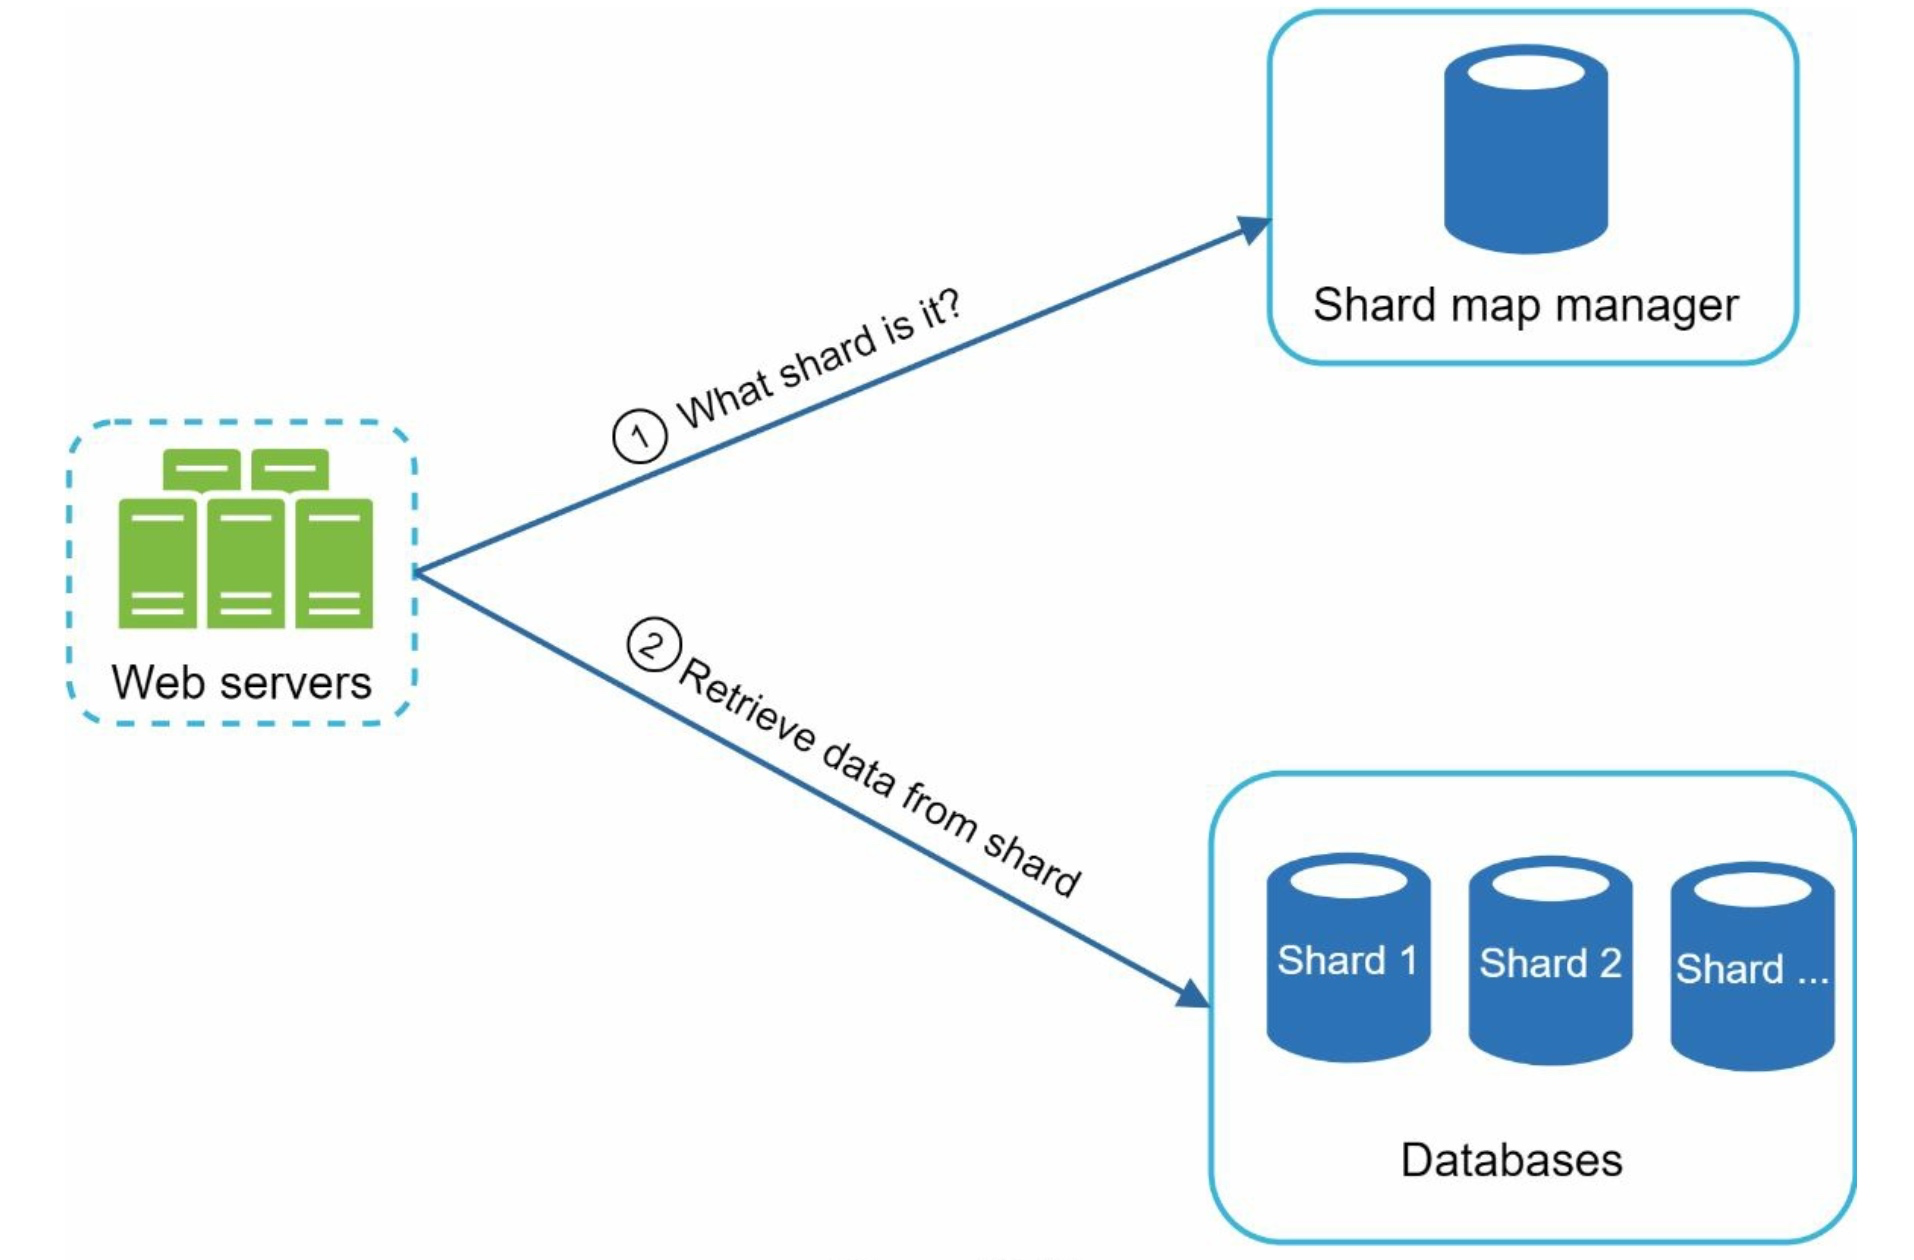 Shard map manager
① What shard is it?
Web servers
② Retrieve data from shard
Shard 1
Shard 2
Shard ...
Databases